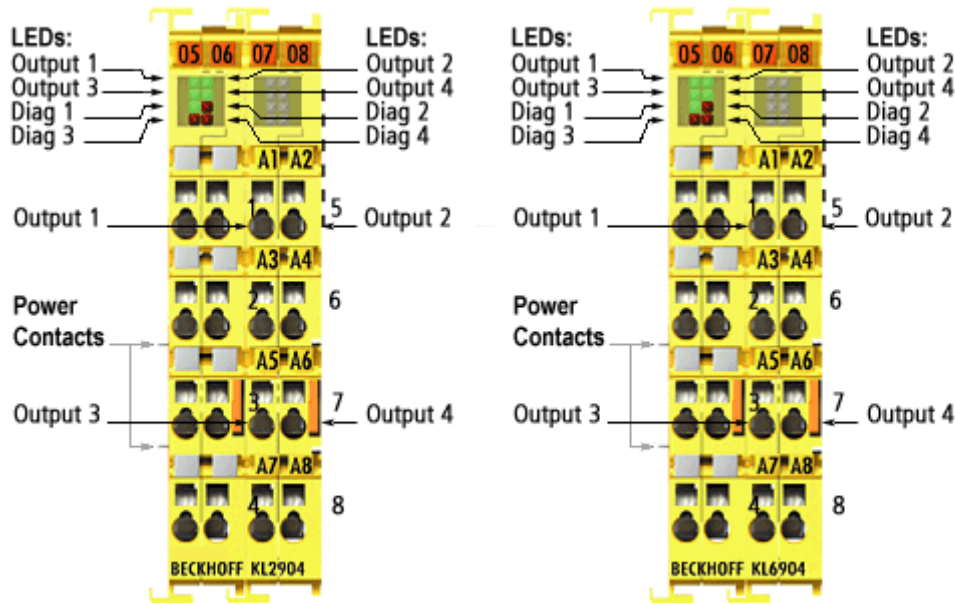 LEDs:
Output 1
Output 3
Diag 1
Diag 3
05 06 07 08
LEDs:
Output 2
Output 4
Diag 2
Diag 4
A1 A2
Output 1
1
5
Output 2
A3 A4
2
6
Power
Contacts
A5 A6
Output 3
3
7
Output 4
A7 A8
4
8
BECKHOFF KL2904
LEDs:
Output 1
Output 3
Diag 1
Diag 3
05 06 07 08
LEDs:
Output 2
Output 4
Diag 2
Diag 4
A1 A2
Output 1
1
5
Output 2
A3 A4
2
6
Power
Contacts
A5 A6
Output 3
3
7
Output 4
A7 A8
4
8
BECKHOFF KL6904